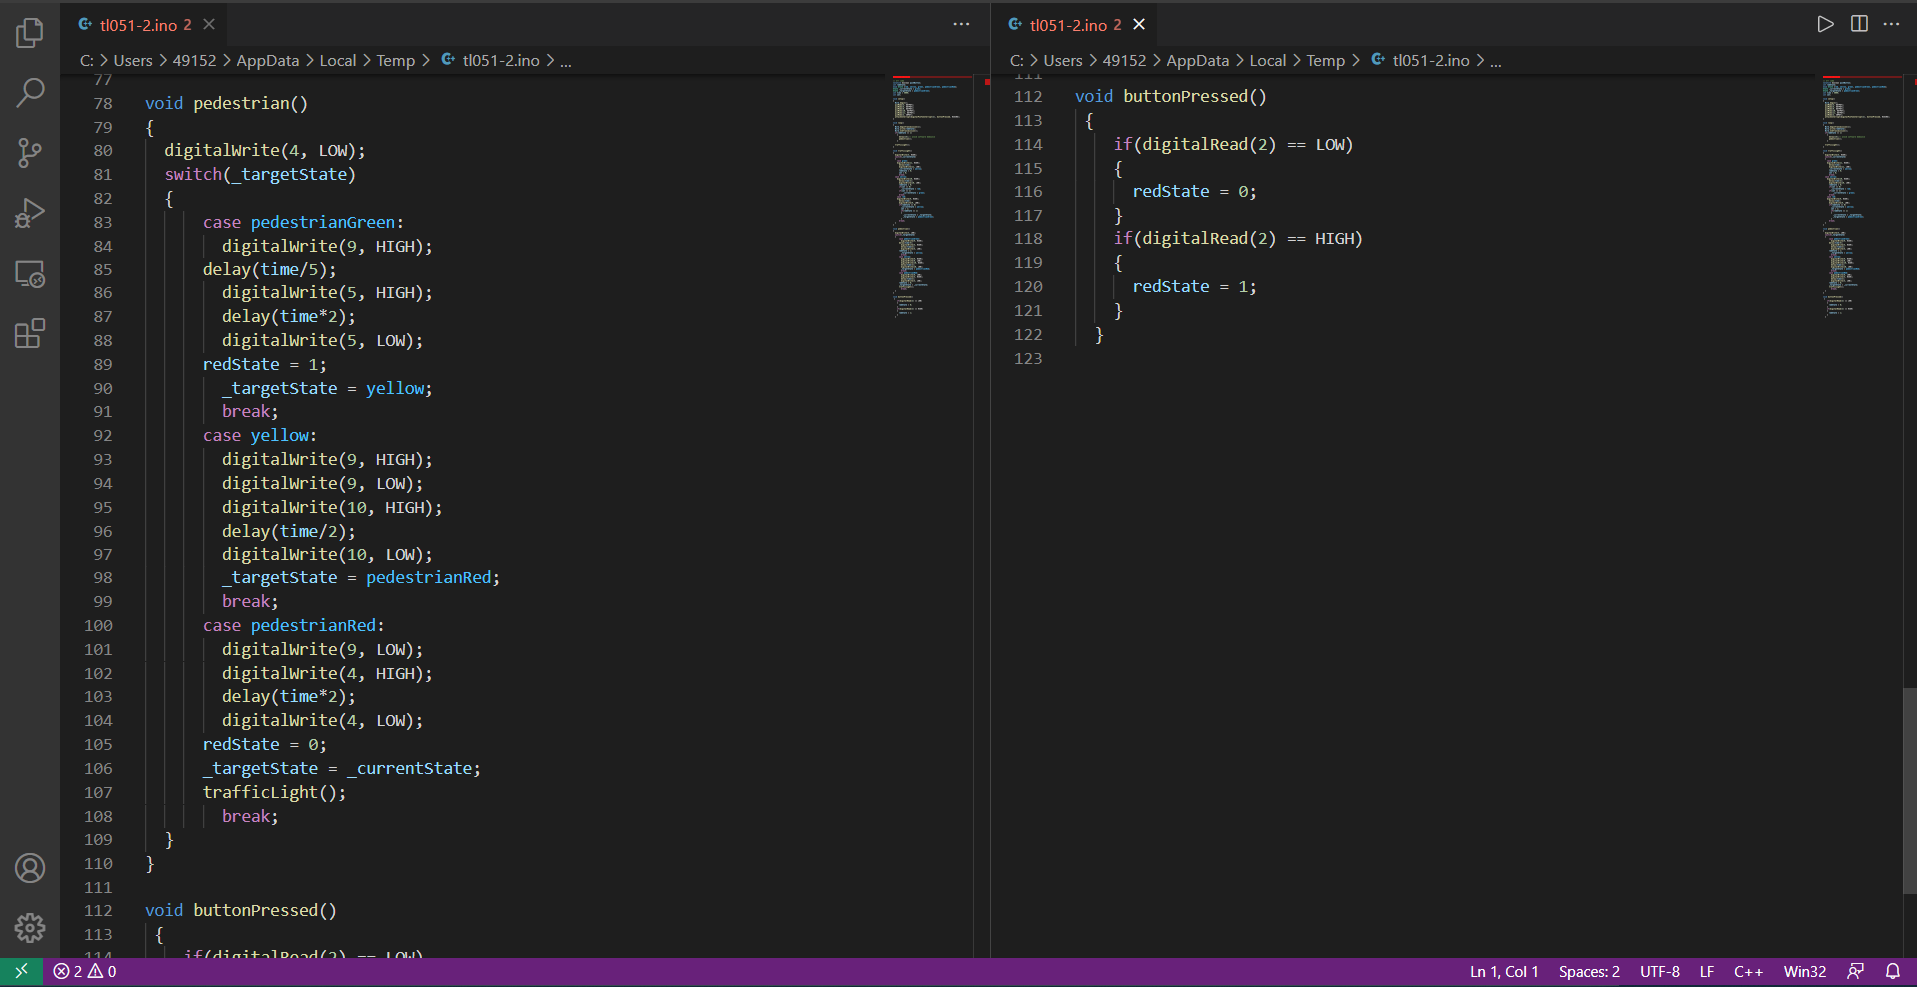 tl051-2.ino 2
C: > Users > 49152 > AppData > Local > Temp > tl051-2.ino > ...
77
78 void pedestrian()
79 {
80 digitalWrite(4, LOW);
81 switch(_targetState)
82 {
83 case pedestrianGreen:
84 digitalWrite(9, HIGH);
85 delay(time/5);
86 digitalWrite(5, HIGH);
87 delay(time*2);
88 digitalWrite(5, LOW);
89 redState = 1;
90 _targetState = yellow;
91 break;
92 case yellow:
93 digitalWrite(9, HIGH);
94 digitalWrite(9, LOW);
95 digitalWrite(10, HIGH);
96 delay(time/2);
97 digitalWrite(10, LOW);
98 _targetState = pedestrianRed;
99 break;
100 case pedestrianRed:
101 digitalWrite(9, LOW);
102 digitalWrite(4, HIGH);
103 delay(time*2);
104 digitalWrite(4, LOW);
105 redState = 0;
106 _targetState = _currentState;
107 trafficLight();
108 break;
109 }
110 }
111
112 void buttonPressed()
113 {
114 if(digitalRead(2) == LOW)
tl051-2.ino 2
C: > Users > 49152 > AppData > Local > Temp > tl051-2.ino > ...
111
112 void buttonPressed()
113 {
114 if(digitalRead(2) == LOW)
115 {
116 redState = 0;
117 }
118 if(digitalRead(2) == HIGH)
119 {
120 redState = 1;
121 }
122 }
123
2 0
Ln 1, Col 1 Spaces: 2 UTF-8 LF C++ Win32